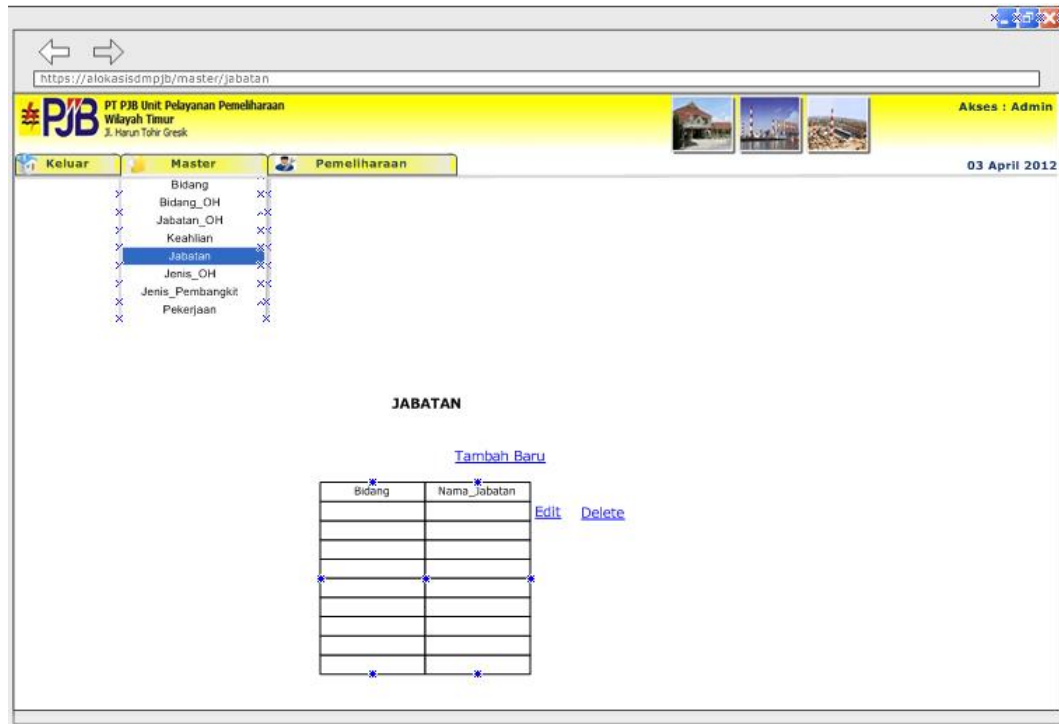 https://alokasisdmpjb/master/jabatan
PJB
PT PJB Unit Pelayanan Pemeliharaan
Wilayah Timur
Jl. Harun Tohir Gresik
Akses : Admin
Keluar
Master
Pemeliharaan
03 April 2012
Bidang
Bidang_OH
Jabatan_OH
Keahlian
Jabatan
Jenis_OH
Jenis_Pembangkit
Pekerjaan
JABATAN
Tambah Baru
Bidang Nama_Jabatan
Edit Delete